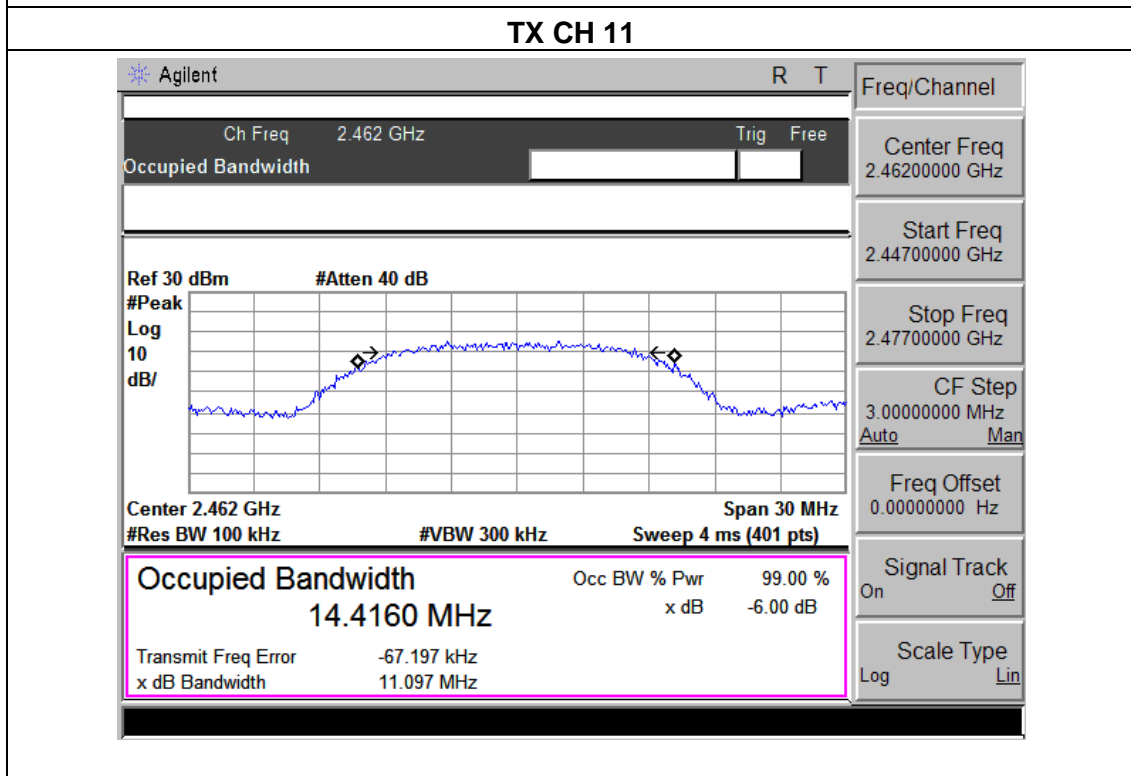 TX CH 11
Agilent R T
Ch Freq 2.462 GHz Trig Free
Occupied Bandwidth
Ref 30 dBm #Atten 40 dB
#Peak
Log
10
dB/
Center 2.462 GHz Span 30 MHz
#Res BW 100 kHz #VBW 300 kHz Sweep 4 ms (401 pts)
Occupied Bandwidth Occ BW % Pwr 99.00 %
14.4160 MHz x dB -6.00 dB
Transmit Freq Error -67.197 kHz
x dB Bandwidth 11.097 MHz
Freq/Channel
Center Freq
2.46200000 GHz
Start Freq
2.44700000 GHz
Stop Freq
2.47700000 GHz
CF Step
3.00000000 MHz
Auto Man
Freq Offset
0.00000000 Hz
Signal Track
On Off
Scale Type
Log Lin